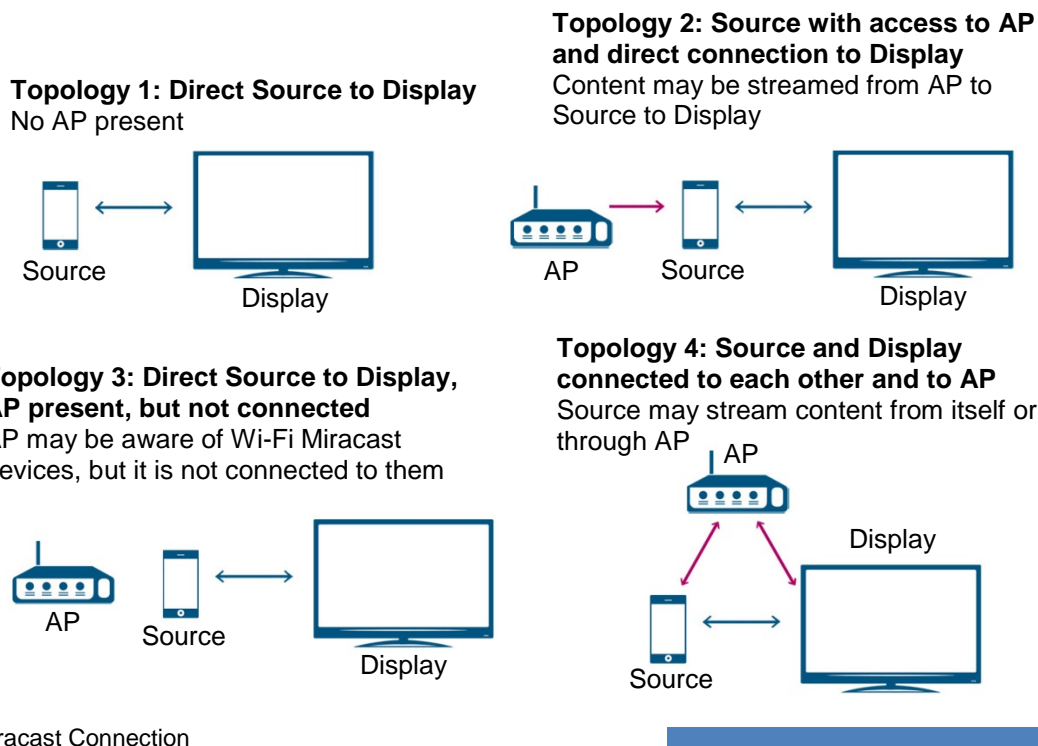 Topology 1: Direct Source to Display
No AP present
Source
Display
Topology 2: Source with access to AP
and direct connection to Display
Content may be streamed from AP to
Source to Display
AP
Source
Display
opology 3: Direct Source to Display,
P present, but not connected
P may be aware of Wi-Fi Miracast
evices, but it is not connected to them
AP
Source
Display
Topology 4: Source and Display
connected to each other and to AP
Source may stream content from itself or
through AP
AP
Display
Source
racast Connection